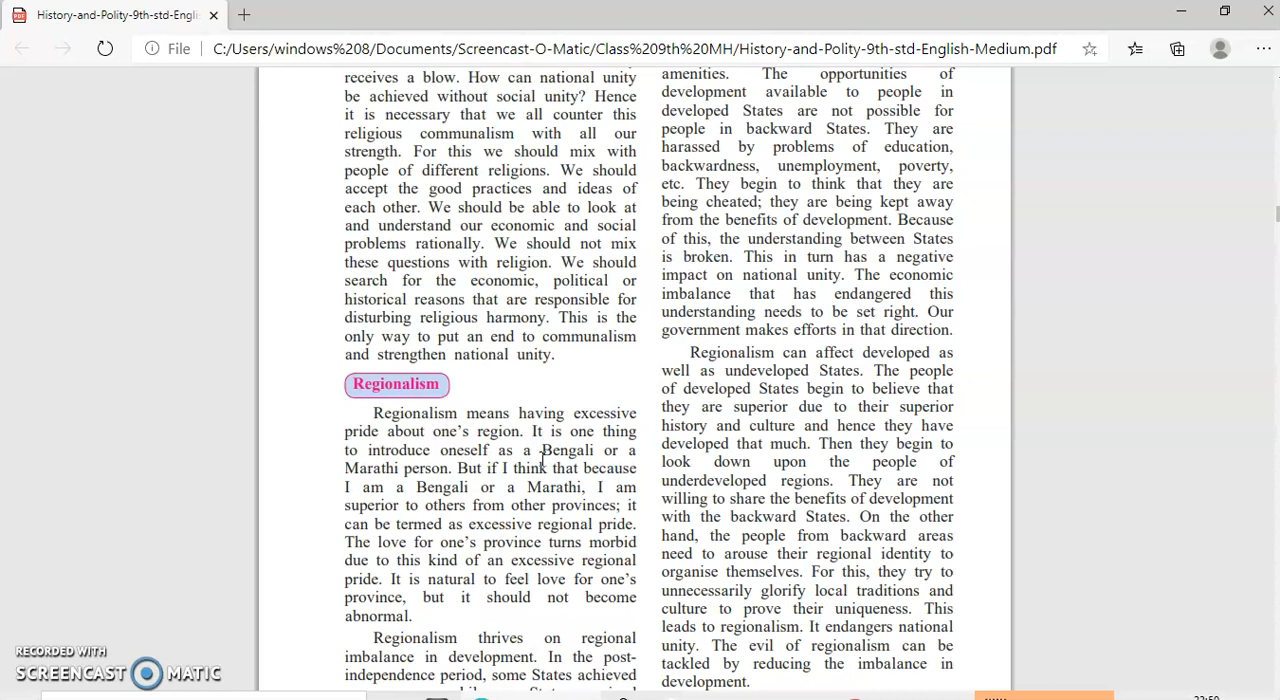 History-and-Polity-9th-std-Engli
File
C:/Users/windows%208/Documents/Screencast-O-Matic/Class%209th%20MH/History-and-Polity-9th-std-English-Medium.pdf
receives a blow. How can national unity
be achieved without social unity? Hence
it is necessary that we all counter this
religious communalism with all our
strength. For this we should mix with
people of different religions. We should
accept the good practices and ideas of
each other. We should be able to look at
and understand our economic and social
problems rationally. We should not mix
these questions with religion. We should
search for the economic, political or
historical reasons that are responsible for
disturbing religious harmony. This is the
only way to put an end to communalism
and strengthen national unity.
Regionalism
Regionalism means having excessive
pride about one's region. It is one thing
to introduce oneself as a Bengali or a
Marathi person. But if I think that because
I am a Bengali or a Marathi, I am
superior to others from other provinces; it
can be termed as excessive regional pride.
The love for one's province turns morbid
due to this kind of an excessive regional
pride. It is natural to feel love for one's
province, but it should not become
abnormal.
Regionalism thrives on regional
imbalance in development. In the post-
independence period, some States achieved
amenities. The opportunities of
development available to people in
developed States are not possible for
people in backward States. They are
harassed by problems of education,
backwardness, unemployment, poverty,
etc. They begin to think that they are
being cheated; they are being kept away
from the benefits of development. Because
of this, the understanding between States
is broken. This in turn has a negative
impact on national unity. The economic
imbalance that has endangered this
understanding needs to be set right. Our
government makes efforts in that direction.
Regionalism can affect developed as
well as undeveloped States. The people
of developed States begin to believe that
they are superior due to their superior
history and culture and hence they have
developed that much. Then they begin to
look down upon the people of
underdeveloped regions. They are not
willing to share the benefits of development
with the backward States. On the other
hand, the people from backward areas
need to arouse their regional identity to
organise themselves. For this, they try to
unnecessarily glorify local traditions and
culture to prove their uniqueness. This
leads to regionalism. It endangers national
unity. The evil of regionalism can be
tackled by reducing the imbalance in
development.
RECORDED WITH
SCREENCAST MATIC